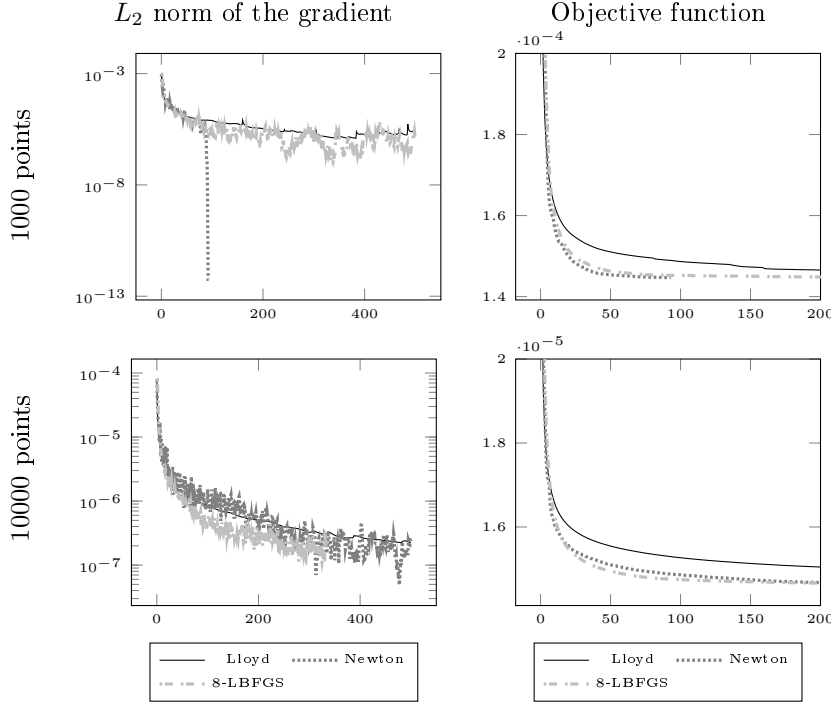 L₂ norm of the gradient
Objective function
1000 points
10⁻³
10⁻⁸
10⁻¹³
0 200 400
·10⁻⁴
2
1.8
1.6
1.4
0 50 100 150 200
10000 points
10⁻⁴
10⁻⁵
10⁻⁶
10⁻⁷
0 200 400
·10⁻⁵
2
1.8
1.6
0 50 100 150 200
Lloyd Newton
8-LBFGS
Lloyd Newton
8-LBFGS